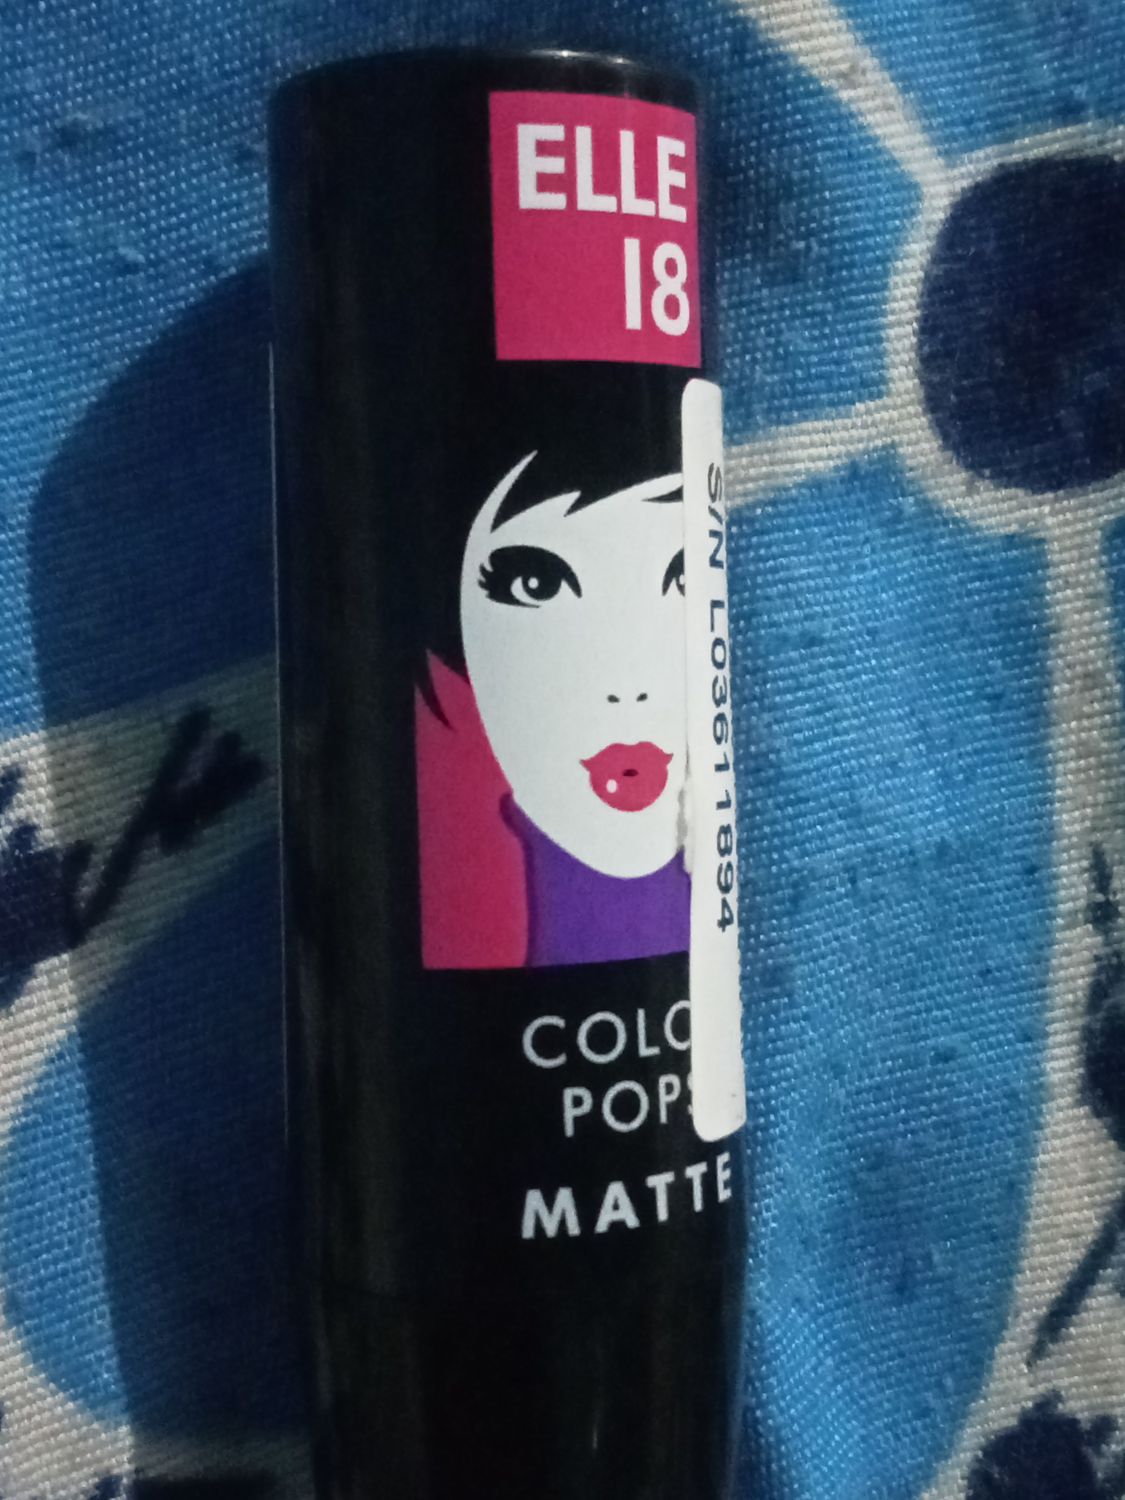 ELLE
18
S/N L03611894
COLO
POPS
MATTE